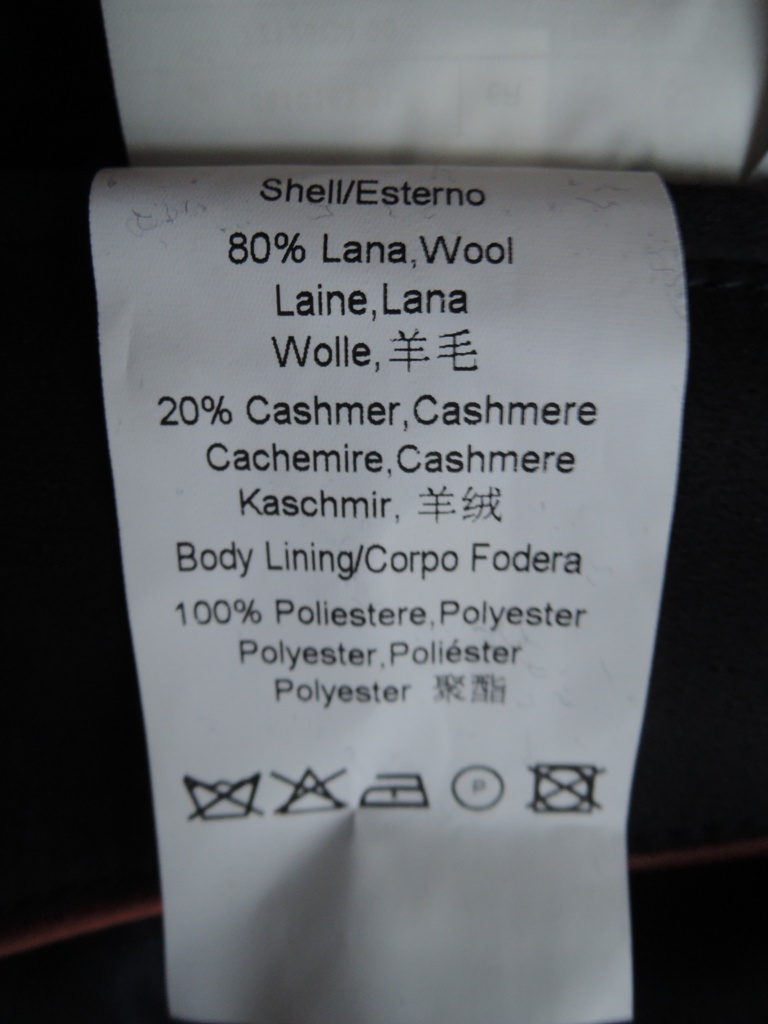 Shell/Esterno
80% Lana,Wool
Laine,Lana
Wolle,羊毛
20% Cashmer,Cashmere
Cachemire,Cashmere
Kaschmir, 羊绒
Body Lining/Corpo Fodera
100% Poliestere,Polyester
Polyester,Poliéster
Polyester 聚酯
P